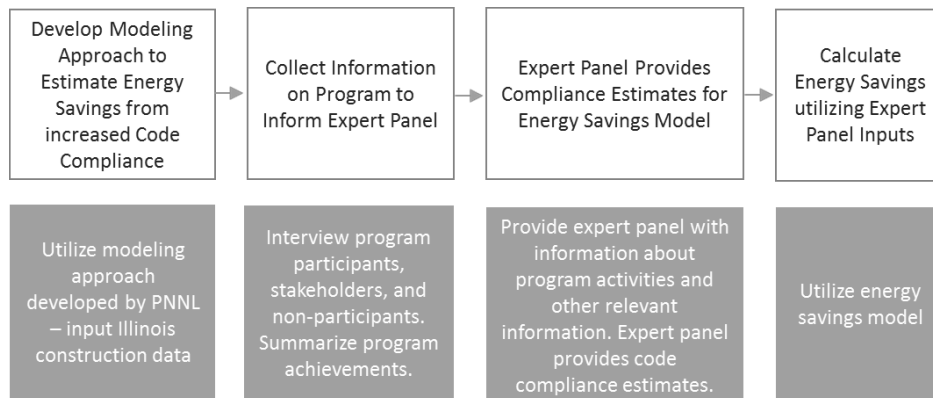 Develop Modeling
Approach to
Estimate Energy
Savings from
increased Code
Compliance
Collect Information
on Program to
Inform Expert Panel
Expert Panel Provides
Compliance Estimates for
Energy Savings Model
Calculate
Energy Savings
utilizing Expert
Panel Inputs
Utilize modeling
approach
developed by PNNL
– input Illinois
construction data
Interview program
participants,
stakeholders, and
non-participants.
Summarize program
achievements.
Provide expert panel with
information about
program activities and
other relevant
information. Expert panel
provides code
compliance estimates.
Utilize energy
savings model